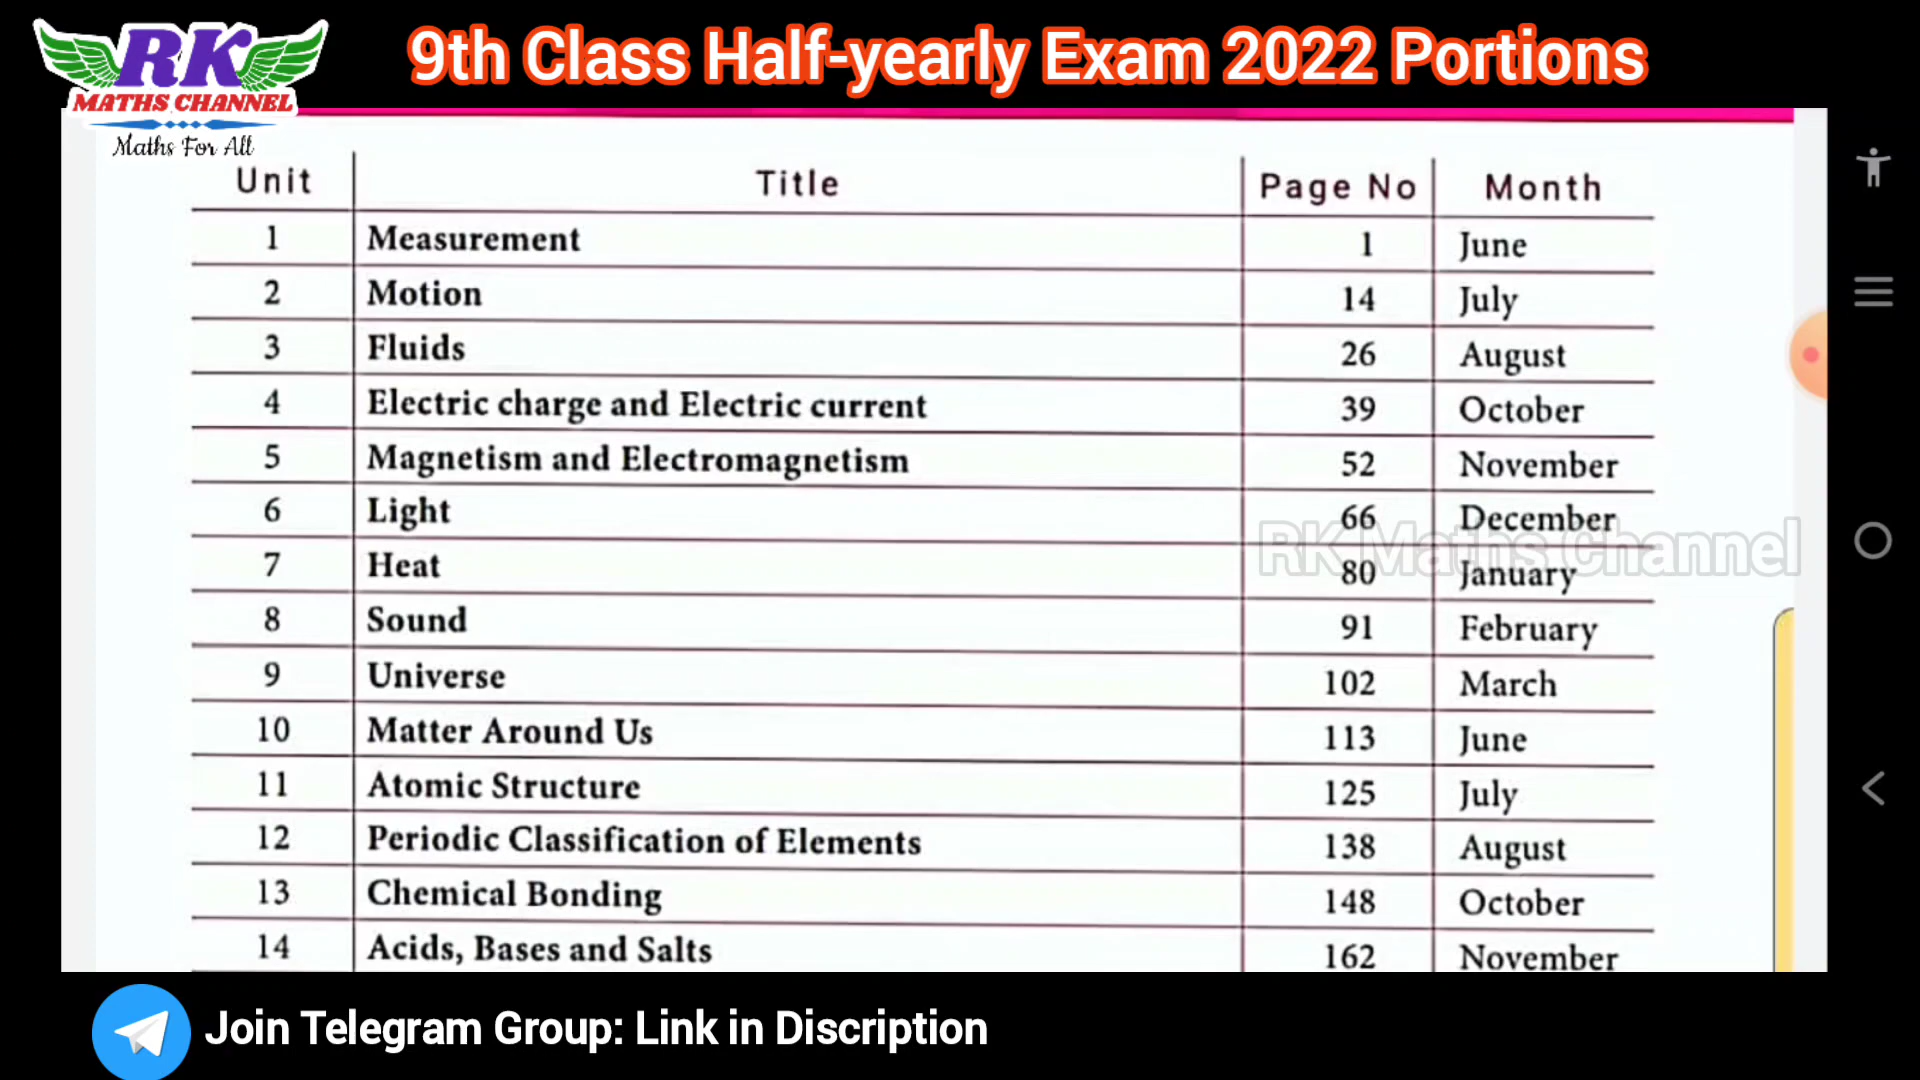 RK
MATHS CHANNEL
Maths For All
9th Class Half-yearly Exam 2022 Portions
Unit Title Page No Month
1 Measurement 1 June
2 Motion 14 July
3 Fluids 26 August
4 Electric charge and Electric current 39 October
5 Magnetism and Electromagnetism 52 November
6 Light 66 December
RK Maths Channel
7 Heat 80 January
8 Sound 91 February
9 Universe 102 March
10 Matter Around Us 113 June
11 Atomic Structure 125 July
12 Periodic Classification of Elements 138 August
13 Chemical Bonding 148 October
14 Acids, Bases and Salts 162 November
Join Telegram Group: Link in Discription